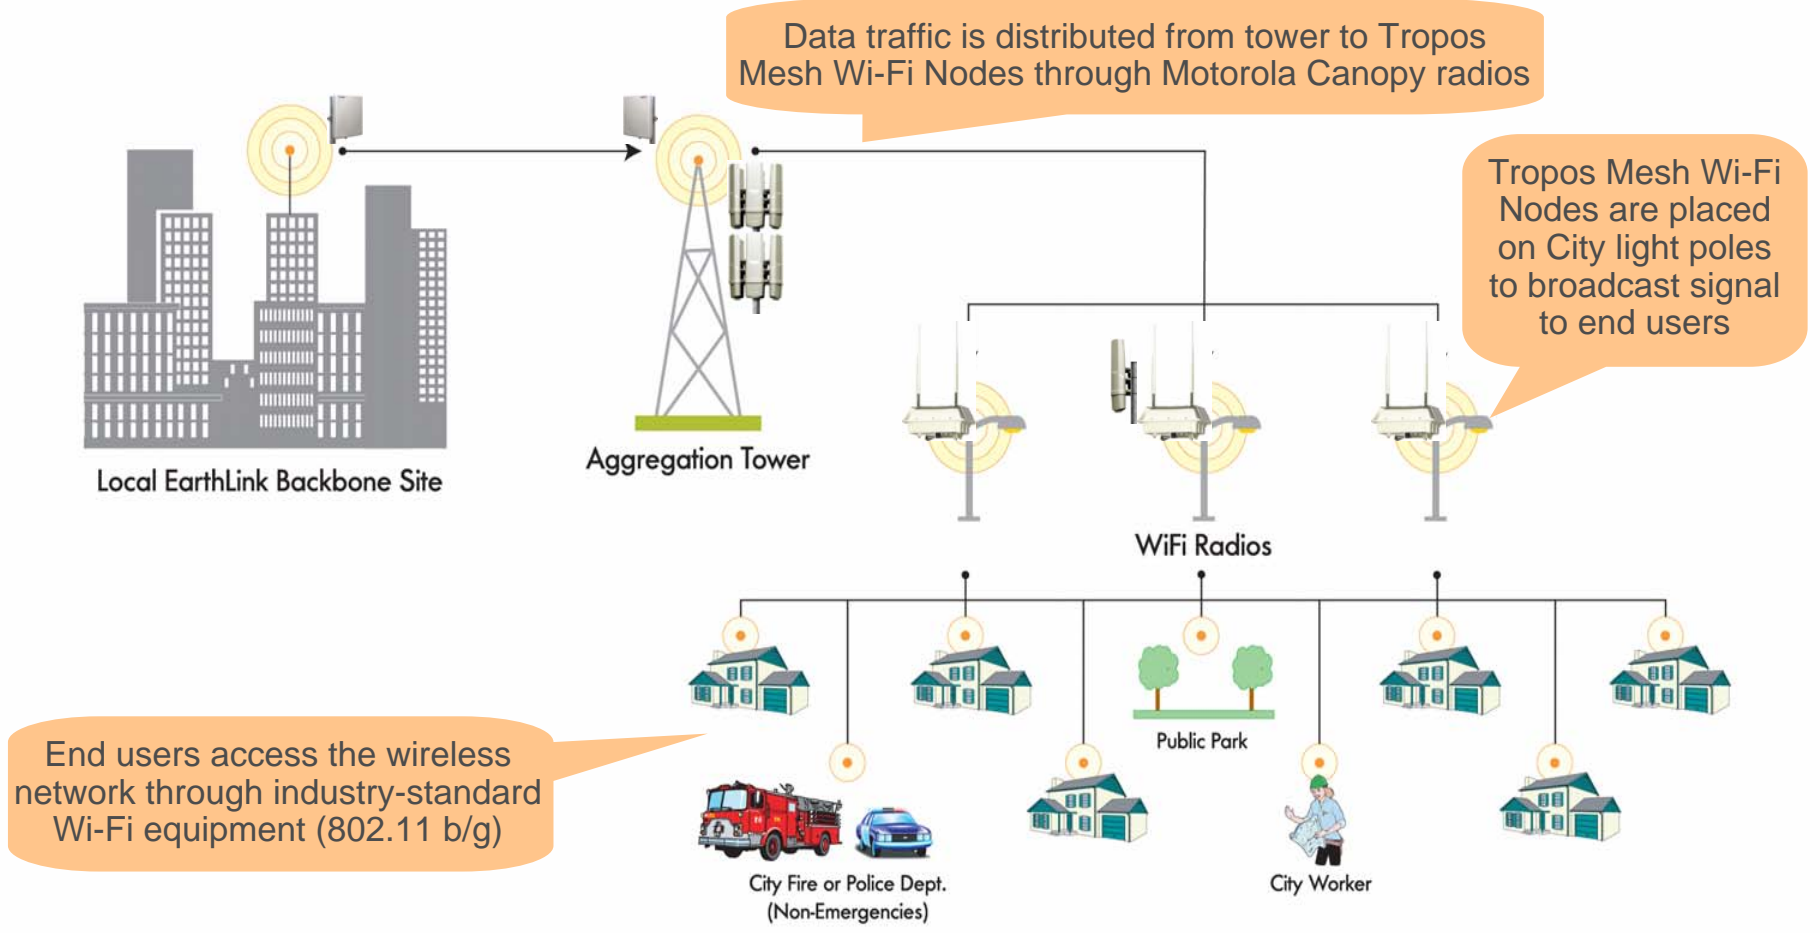 Data traffic is distributed from tower to Tropos
Mesh Wi-Fi Nodes through Motorola Canopy radios
Tropos Mesh Wi-Fi
Nodes are placed
on City light poles
to broadcast signal
to end users
Local EarthLink Backbone Site
Aggregation Tower
WiFi Radios
Public Park
End users access the wireless
network through industry-standard
Wi-Fi equipment (802.11 b/g)
City Fire or Police Dept.
(Non-Emergencies)
City Worker